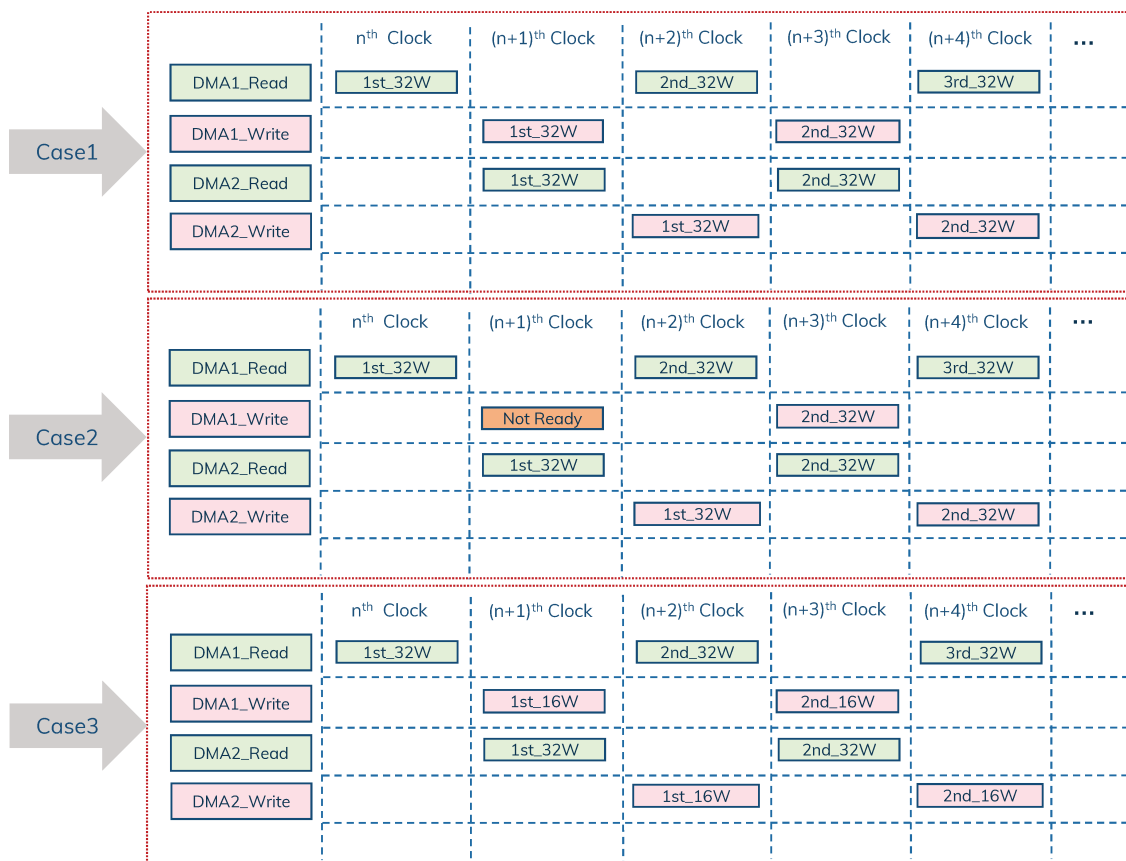 nth Clock (n+1)th Clock (n+2)th Clock (n+3)th Clock (n+4)th Clock ...
DMA1_Read 1st_32W 2nd_32W 3rd_32W
DMA1_Write 1st_32W 2nd_32W
Case1
DMA2_Read 1st_32W 2nd_32W
DMA2_Write 1st_32W 2nd_32W
nth Clock (n+1)th Clock (n+2)th Clock (n+3)th Clock (n+4)th Clock ...
DMA1_Read 1st_32W 2nd_32W 3rd_32W
DMA1_Write Not Ready 2nd_32W
Case2
DMA2_Read 1st_32W 2nd_32W
DMA2_Write 1st_32W 2nd_32W
nth Clock (n+1)th Clock (n+2)th Clock (n+3)th Clock (n+4)th Clock ...
DMA1_Read 1st_32W 2nd_32W 3rd_32W
DMA1_Write 1st_16W 2nd_16W
Case3
DMA2_Read 1st_32W 2nd_32W
DMA2_Write 1st_16W 2nd_16W